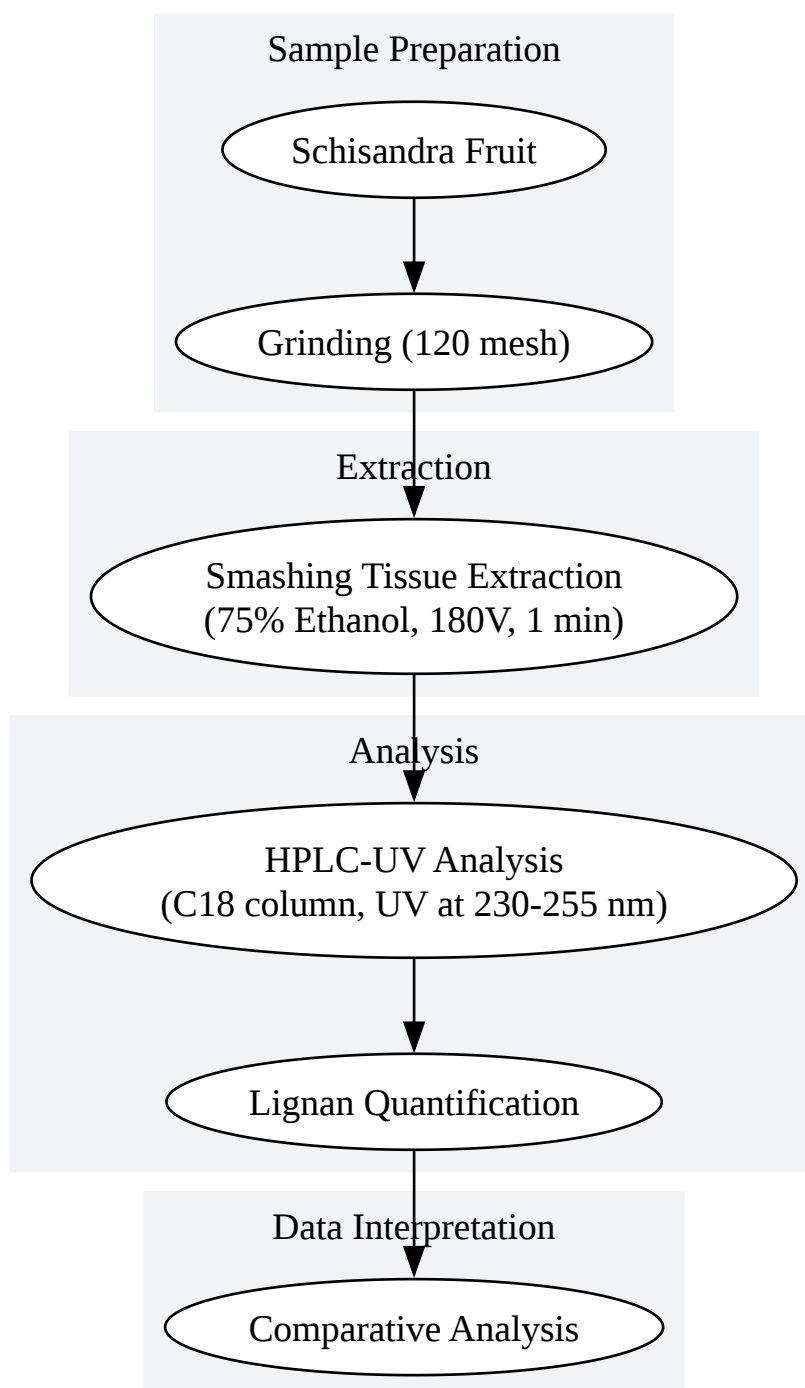 Sample Preparation
Schisandra Fruit
Grinding (120 mesh)
Extraction
Smashing Tissue Extraction
(75% Ethanol, 180V, 1 min)
Analysis
HPLC-UV Analysis
(C18 column, UV at 230-255 nm)
Lignan Quantification
Data Interpretation
Comparative Analysis